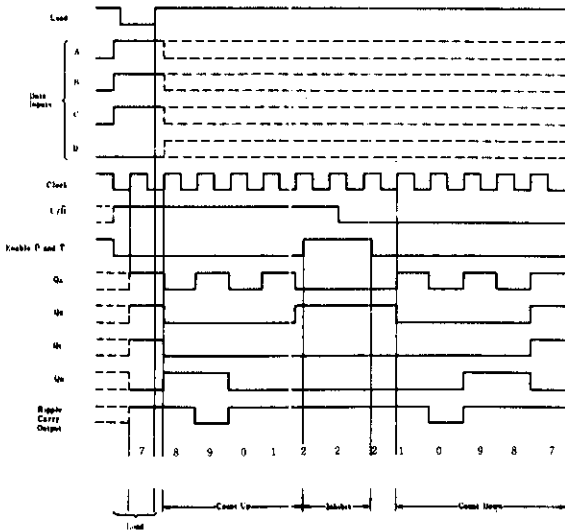 Load
A
B
Data
Inputs
C
D
Clock
U/D̅
Enable P and T
QA
QB
QC
QD
Ripple
Carry
Output
7 8 9 0 1 2 2 2 1 0 9 8 7
Count Up Inhibit Count Down
Load